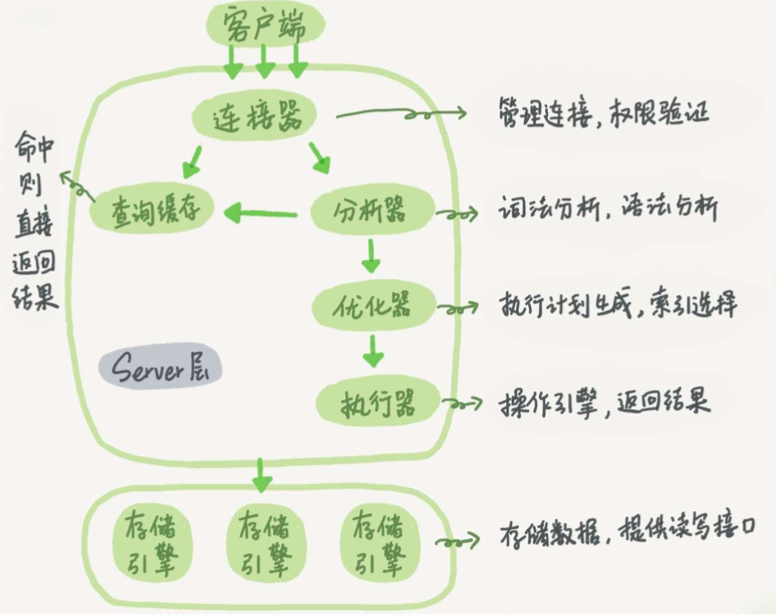 客户端
连接器
管理连接，权限验证
命中
则
直接
返回
结果
查询缓存
分析器
词法分析，语法分析
优化器
执行计划生成，索引选择
Server层
执行器
操作引擎，返回结果
存储
引擎
存储
引擎
存储
引擎
存储数据，提供读写接口